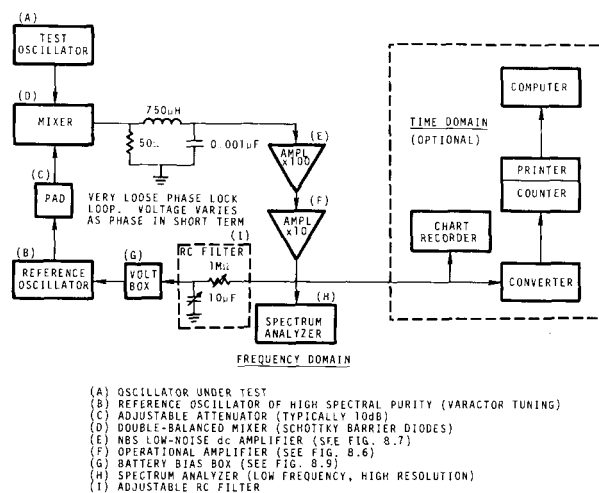 (A)
TEST
OSCILLATOR
(D)
MIXER
750µH
50Ω
0.001µF
(E)
AMPL
x100
(C)
PAD
VERY LOOSE PHASE LOCK
LOOP. VOLTAGE VARIES
AS PHASE IN SHORT TERM
(F)
AMPL
x10
(B)
REFERENCE
OSCILLATOR
(G)
VOLT
BOX
(I)
RC FILTER
1MΩ
10µF
(H)
SPECTRUM
ANALYZER
FREQUENCY DOMAIN
TIME DOMAIN
(OPTIONAL)
COMPUTER
PRINTER
COUNTER
CHART
RECORDER
CONVERTER
(A) OSCILLATOR UNDER TEST
(B) REFERENCE OSCILLATOR OF HIGH SPECTRAL PURITY (VARACTOR TUNING)
(C) ADJUSTABLE ATTENUATOR (TYPICALLY 10dB)
(D) DOUBLE-BALANCED MIXER (SCHOTTKY BARRIER DIODES)
(E) NBS LOW-NOISE dc AMPLIFIER (SEE FIG. 8.7)
(F) OPERATIONAL AMPLIFIER (SEE FIG. 8.6)
(G) BATTERY BIAS BOX (SEE FIG. 8.9)
(H) SPECTRUM ANALYZER (LOW FREQUENCY, HIGH RESOLUTION)
(I) ADJUSTABLE RC FILTER